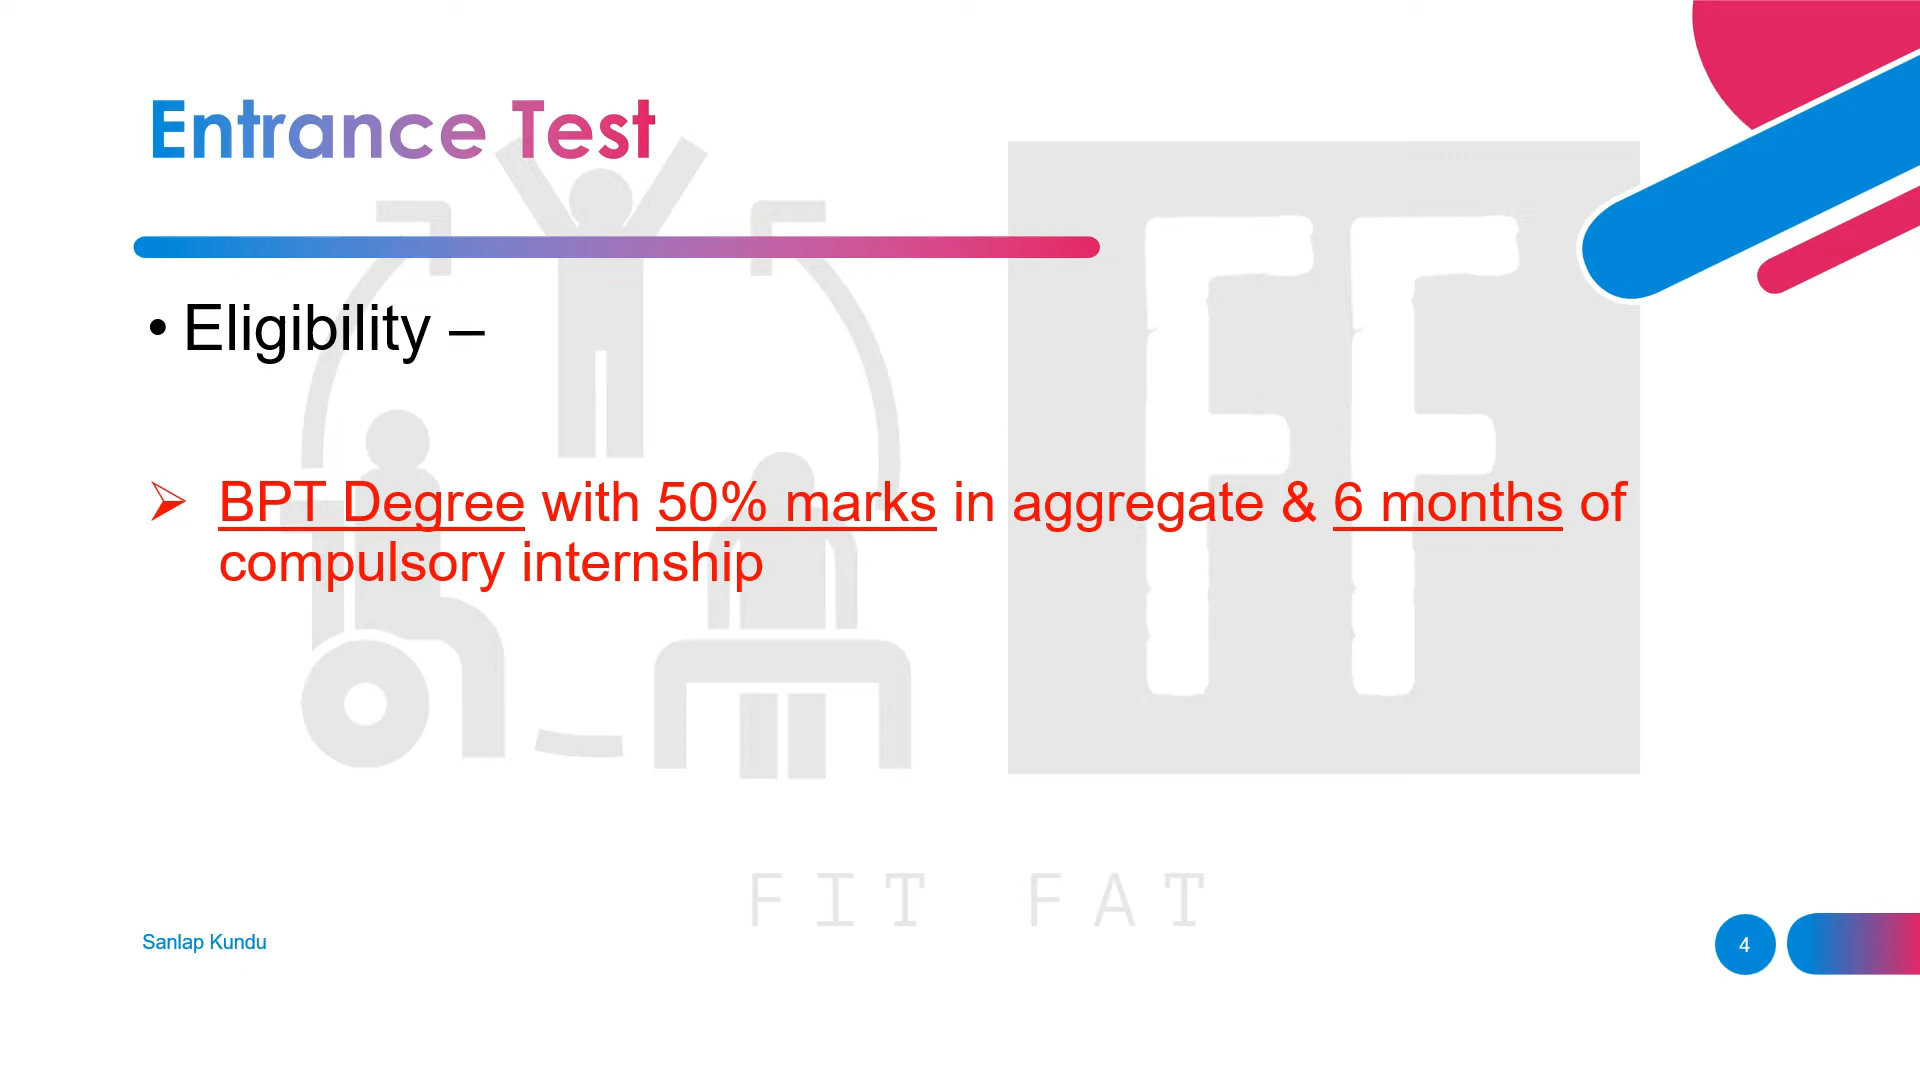 Entrance Test
• Eligibility –
➢ BPT Degree with 50% marks in aggregate & 6 months of
compulsory internship
FF
FIT FAT
Sanlap Kundu
4